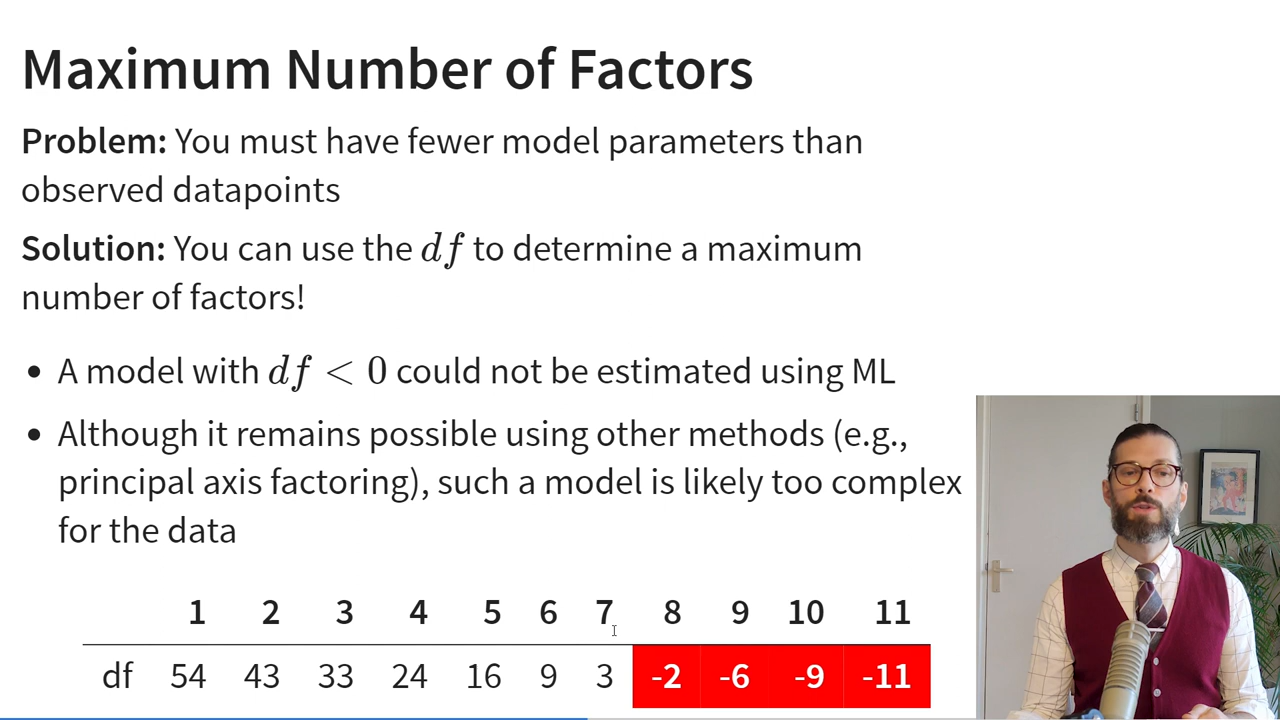 Maximum Number of Factors
Problem: You must have fewer model parameters than
observed datapoints
Solution: You can use the df to determine a maximum
number of factors!
• A model with df < 0 could not be estimated using ML
• Although it remains possible using other methods (e.g.,
principal axis factoring), such a model is likely too complex
for the data
1 2 3 4 5 6 7 8 9 10 11
df 54 43 33 24 16 9 3 -2 -6 -9 -11